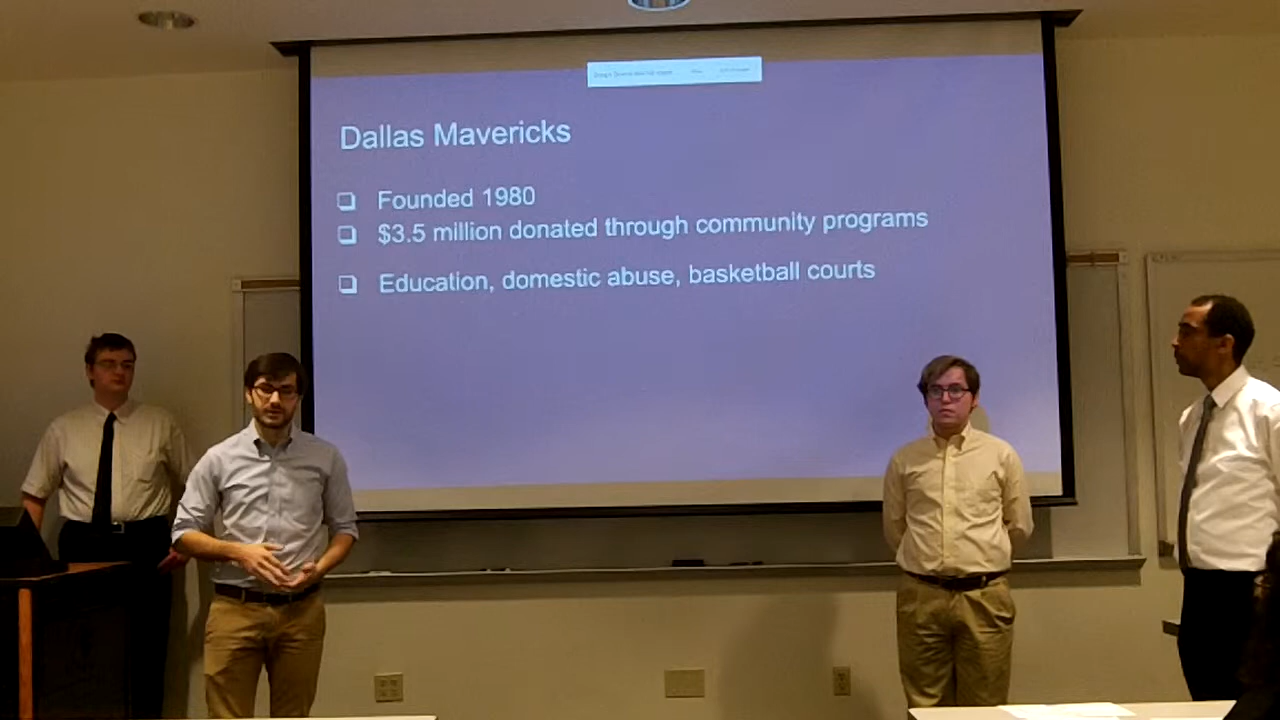 Dallas Mavericks
Founded 1980
$3.5 million donated through community programs
Education, domestic abuse, basketball courts